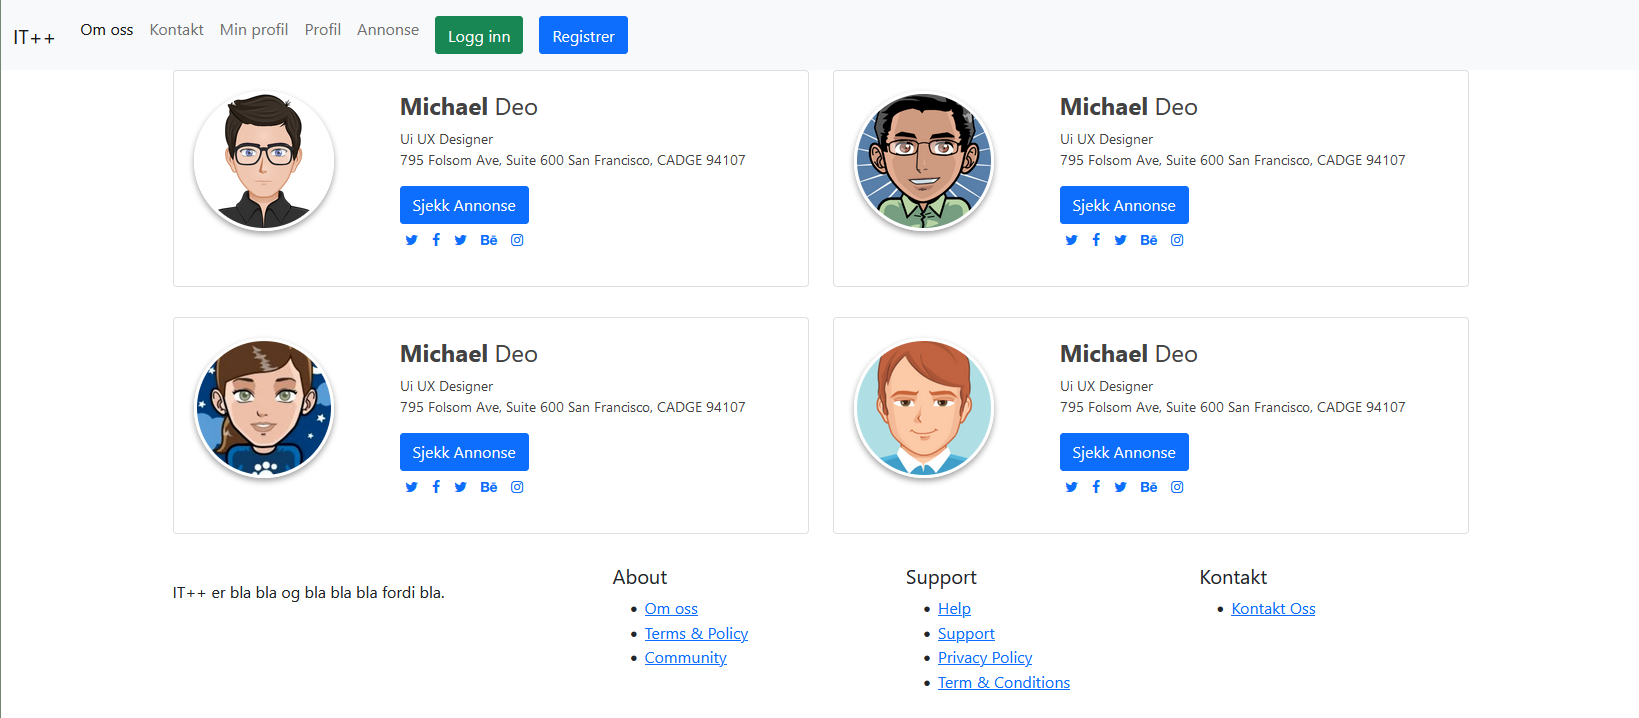 IT++ Om oss Kontakt Min profil Profil Annonse Logg inn Registrer
Michael Deo
Ui UX Designer
795 Folsom Ave, Suite 600 San Francisco, CADGE 94107
Sjekk Annonse
Bē
Michael Deo
Ui UX Designer
795 Folsom Ave, Suite 600 San Francisco, CADGE 94107
Sjekk Annonse
Bē
Michael Deo
Ui UX Designer
795 Folsom Ave, Suite 600 San Francisco, CADGE 94107
Sjekk Annonse
Bē
Michael Deo
Ui UX Designer
795 Folsom Ave, Suite 600 San Francisco, CADGE 94107
Sjekk Annonse
Bē
IT++ er bla bla og bla bla bla fordi bla.
About
Om oss
Terms & Policy
Community
Support
Help
Support
Privacy Policy
Term & Conditions
Kontakt
Kontakt Oss